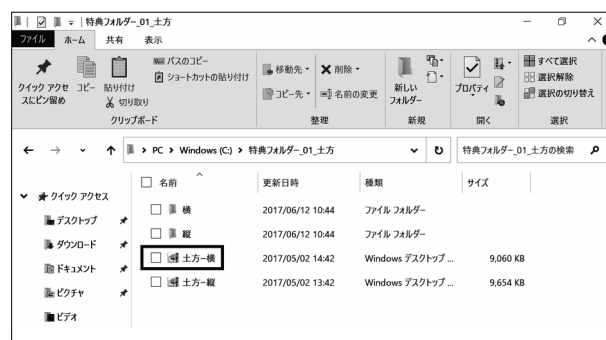 特典フォルダ-_01_土方
ファイル ホーム 共有 表示
クイック アクセスにピン留め
コピー
貼り付け
パスのコピー
ショートカットの貼り付け
切り取り
クリップボード
移動先
コピー先
削除
名前の変更
整理
新しいフォルダー
新規
プロパティ
開く
すべて選択
選択解除
選択の切り替え
選択
PC > Windows (C:) > 特典フォルダ-_01_土方
特典フォルダ-_01_土方の検索
クイック アクセス
デスクトップ
ダウンロード
ドキュメント
ピクチャ
ビデオ
名前 更新日時 種類 サイズ
横 2017/06/12 10:44 ファイル フォルダー
縦 2017/06/12 10:44 ファイル フォルダー
土方-横 2017/05/02 14:42 Windows デスクトップ ... 9,060 KB
土方-縦 2017/05/02 13:42 Windows デスクトップ ... 9,654 KB